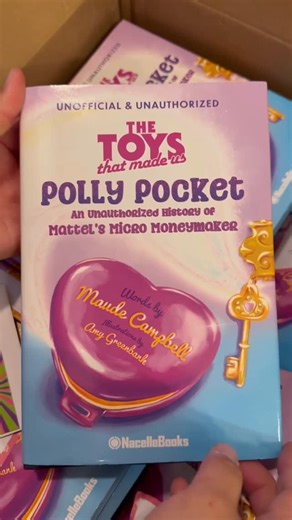 UNOFFICIAL & UNAUTHORIZED
THE
TOYS
that made us
POLLY POCKET
An Unauthorized History of
Mattel's Micro Moneymaker
Words by
Maude Campbell
Illustrations by
Amy Greenbank
NacelleBooks